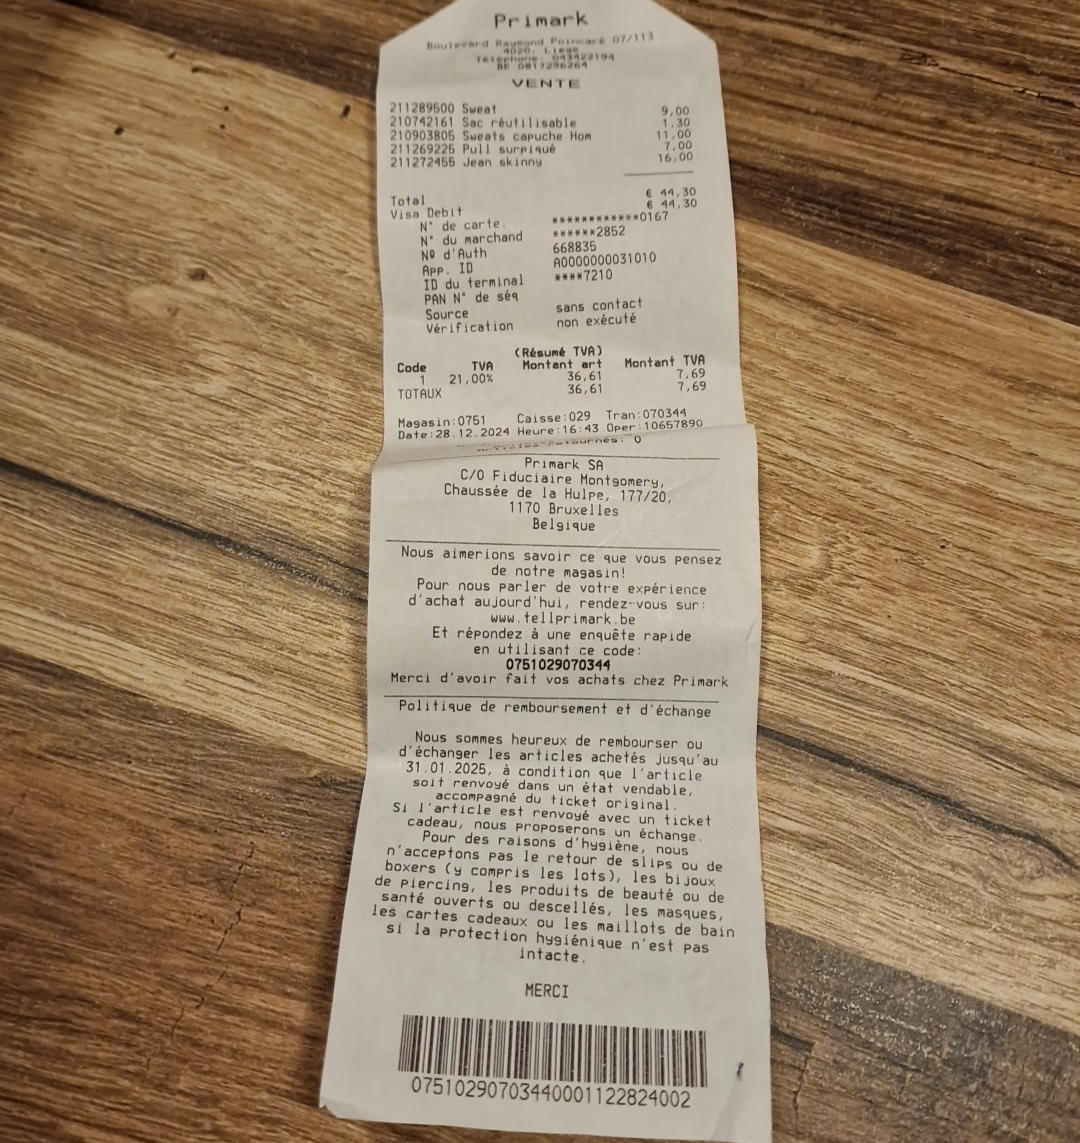 Primark
Boulevard Raymond Poincaré 07/113
4020, Liege
Téléphone: 043422194
BE 0817296264
VENTE
211289500 Sweat 9,00
210742161 Sac réutilisable 1,30
210903805 Sweats capuche Hom 11,00
211269225 Pull surpiqué 7,00
211272455 Jean skinny 16,00
Total € 44,30
Visa Debit € 44,30
N° de carte. ************0167
N° du marchand ******2852
Nº d'Auth 668835
App. ID A0000000031010
ID du terminal ****7210
PAN N° de séq
Source sans contact
Vérification non exécuté
(Résumé TVA)
Code TVA Montant art Montant TVA
1 21,00% 36,61 7,69
TOTAUX 36,61 7,69
Magasin:0751 Caisse:029 Tran:070344
Date:28.12.2024 Heure:16:43 Oper:10657890
: 0
Primark SA
C/O Fiduciaire Montgomery,
Chaussée de la Hulpe, 177/20,
1170 Bruxelles
Belgique
Nous aimerions savoir ce que vous pensez
de notre magasin!
Pour nous parler de votre expérience
d'achat aujourd'hui, rendez-vous sur:
www.tellprimark.be
Et répondez à une enquête rapide
en utilisant ce code:
0751029070344
Merci d'avoir fait vos achats chez Primark
Politique de remboursement et d'échange
Nous sommes heureux de rembourser ou
d'échanger les articles achetés jusqu'au
31.01.2025, à condition que l'article
soit renvoyé dans un état vendable,
accompagné du ticket original.
Si l'article est renvoyé avec un ticket
cadeau, nous proposerons un échange.
Pour des raisons d'hygiène, nous
n'acceptons pas le retour de slips ou de
boxers (y compris les lots), les bijoux
de piercing, les produits de beauté ou de
santé ouverts ou descellés, les masques,
les cartes cadeaux ou les maillots de bain
si la protection hygiénique n'est pas
intacte.
MERCI
07510290703440001122824002